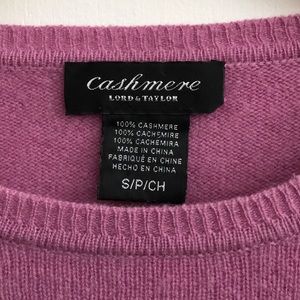 cashmere
LORD & TAYLOR
100% CASHMERE
100% CACHEMIRE
100% CACHEMIRA
MADE IN CHINA
FABRIQUÉ EN CHINE
HECHO EN CHINA
S/P/CH